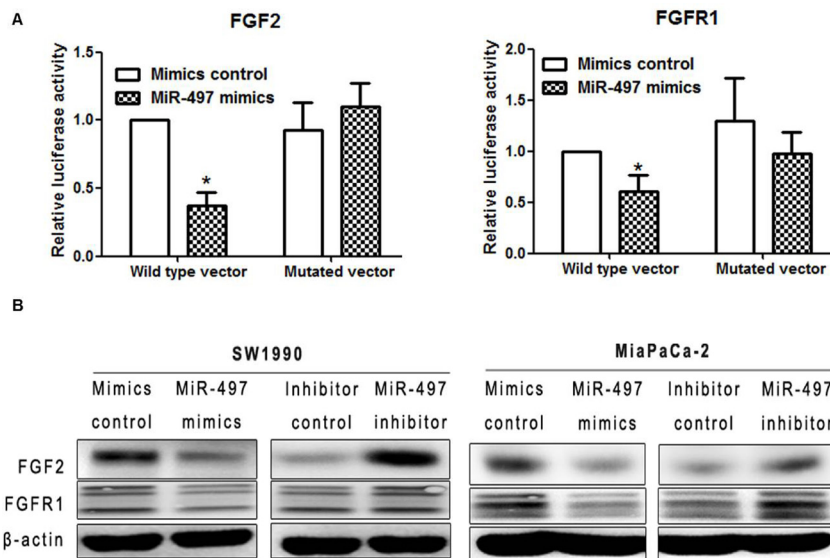 A
FGF2
Relative luciferase activity
1.5
1.0
0.5
0.0
Mimics control
MiR-497 mimics
*
Wild type vector
Mutated vector
FGFR1
Relative luciferase activity
2.0
1.5
1.0
0.5
0.0
Mimics control
MiR-497 mimics
*
Wild type vector
Mutated vector
B
SW1990
Mimics control
MiR-497 mimics
Inhibitor control
MiR-497 inhibitor
MiaPaCa-2
Mimics control
MiR-497 mimics
Inhibitor control
MiR-497 inhibitor
FGF2
FGFR1
β-actin